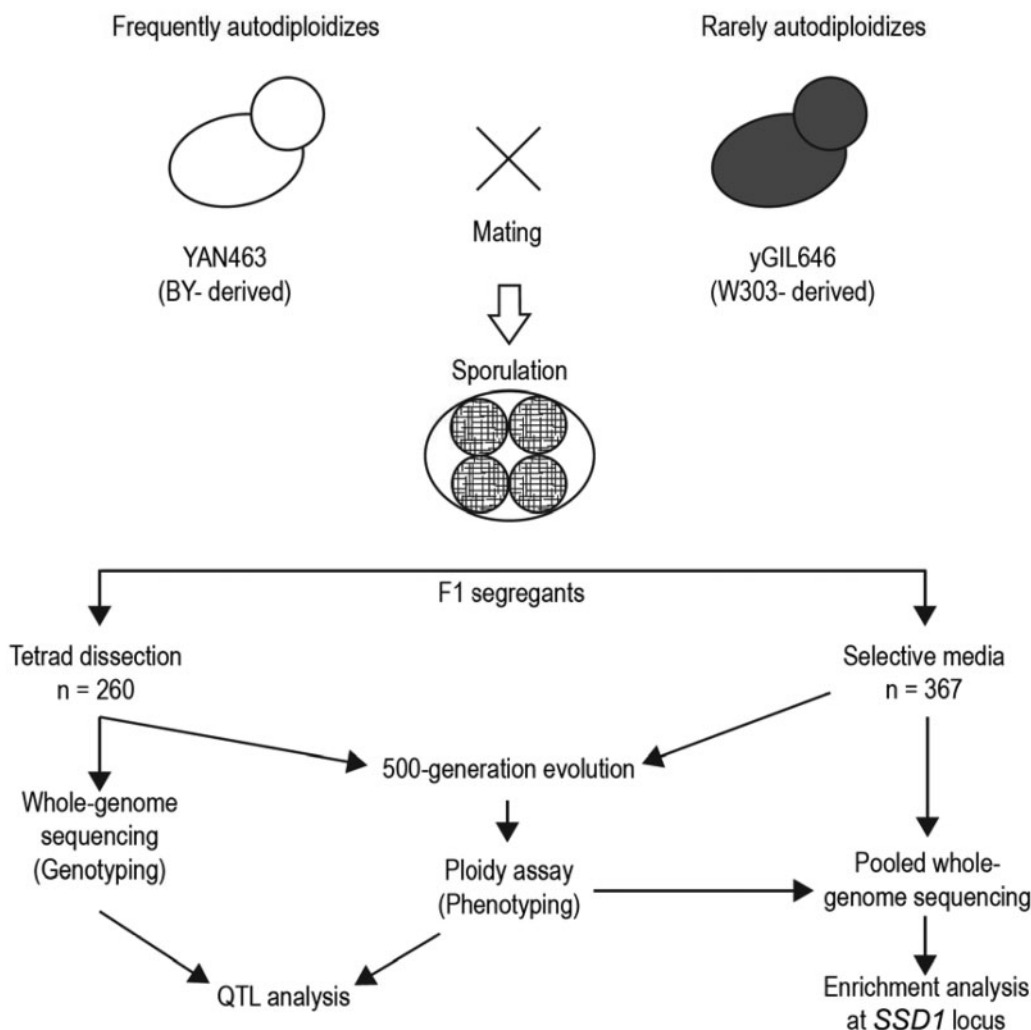 Frequently autodiploidizes
Rarely autodiploidizes
Mating
YAN463
(BY- derived)
yGIL646
(W303- derived)
Sporulation
F1 segregants
Tetrad dissection
n = 260
Selective media
n = 367
500-generation evolution
Whole-genome
sequencing
(Genotyping)
Ploidy assay
(Phenotyping)
Pooled whole-
genome sequencing
QTL analysis
Enrichment analysis
at SSD1 locus